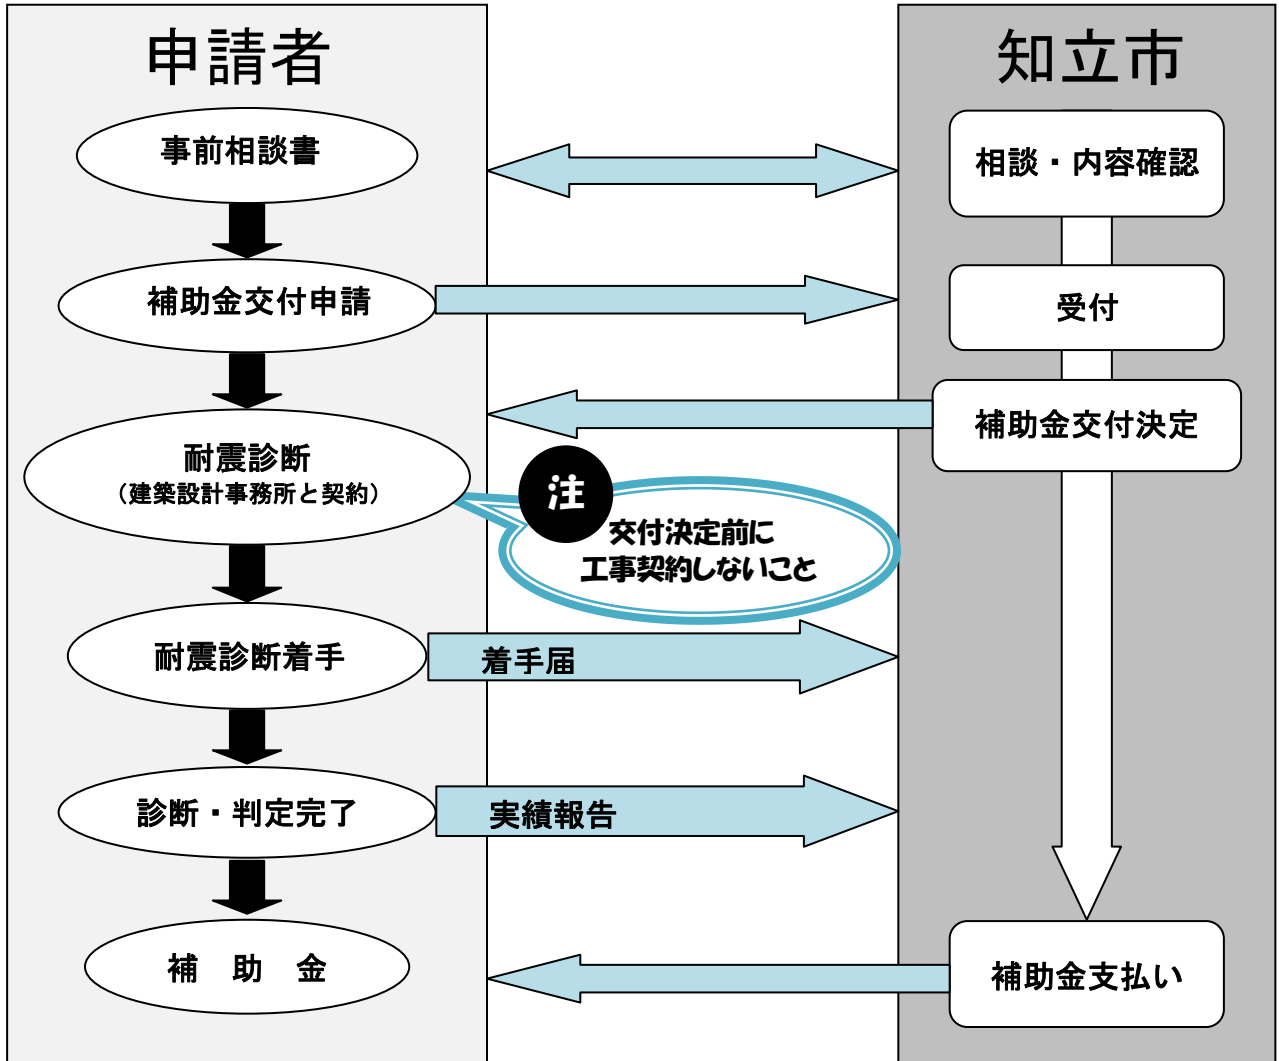 申請者
知立市
事前相談書
相談・内容確認
補助金交付申請
受付
補助金交付決定
耐震診断
（建築設計事務所と契約）
注
交付決定前に
工事契約しないこと
耐震診断着手
着手届
診断・判定完了
実績報告
補　助　金
補助金支払い